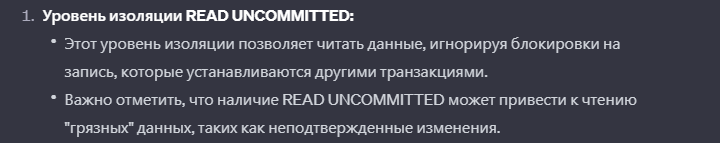 1. Уровень изоляции READ UNCOMMITTED:
• Этот уровень изоляции позволяет читать данные, игнорируя блокировки на
запись, которые устанавливаются другими транзакциями.
• Важно отметить, что наличие READ UNCOMMITTED может привести к чтению
"грязных" данных, таких как неподтвержденные изменения.